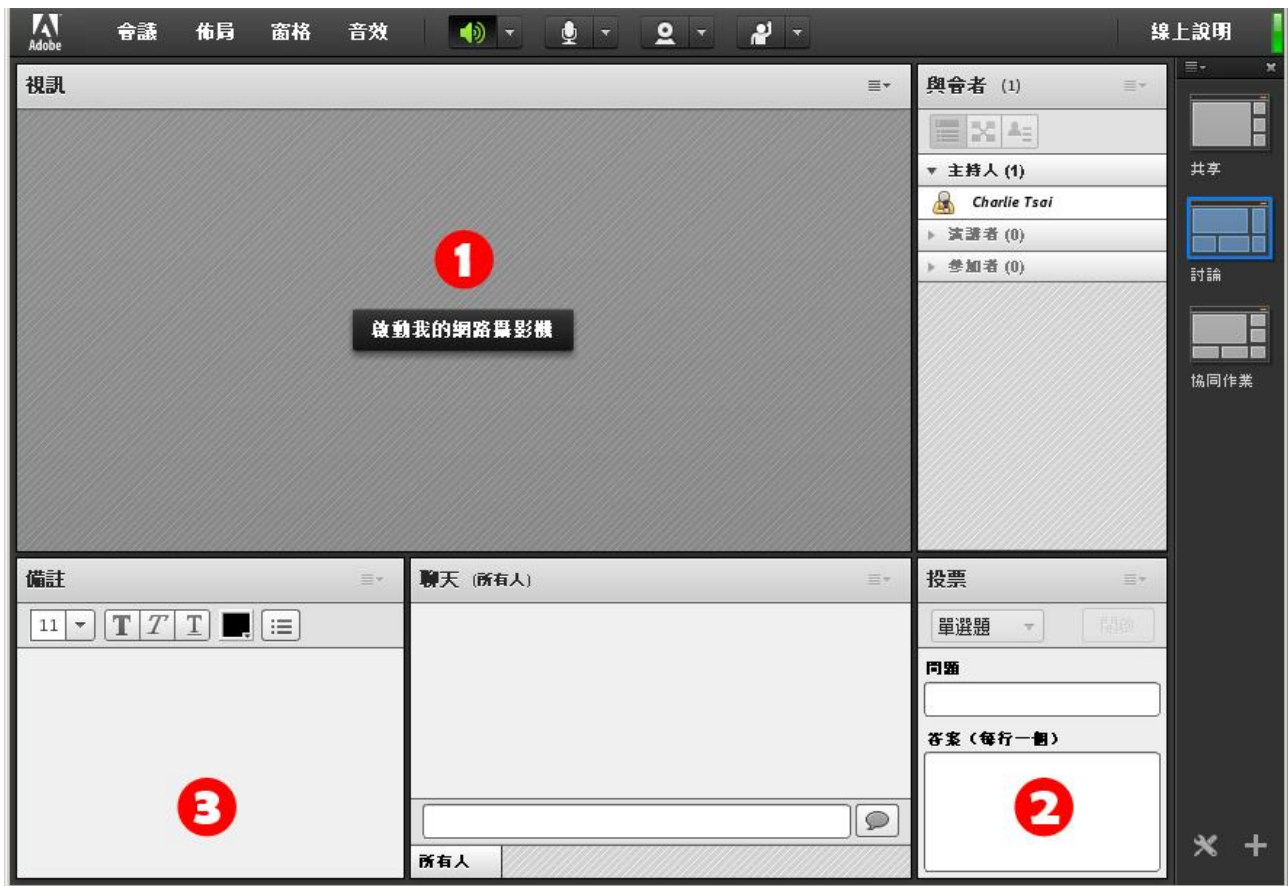 Adobe 會議 佈局 窗格 音效 線上說明
視訊
與會者 (1)
主持人 (1)
Charlie Tsai
演講者 (0)
參加者 (0)
1
啟動我的網路攝影機
共享
討論
協同作業
備註
11 T T T
3
聊天 (所有人)
所有人
投票
單選題 開啟
問題
答案（每行一個）
2